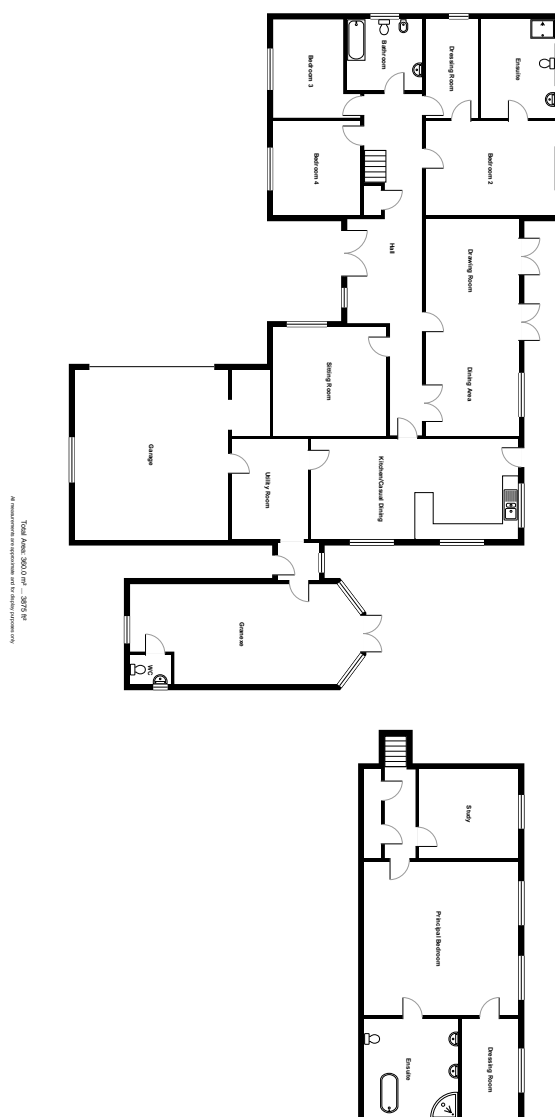 Bedroom 3
Bathroom
Dressing Room
Ensuite
Bedroom 4
Bedroom 2
Hall
Drawing Room
Sitting Room
Dining Area
Garage
Utility Room
Kitchen/Casual Dining
Granexe
WC
Study
Principal Bedroom
Ensuite
Dressing Room
Total Area: 360.0 m² ... 3875 ft²
All measurements are approximate and for display purposes only